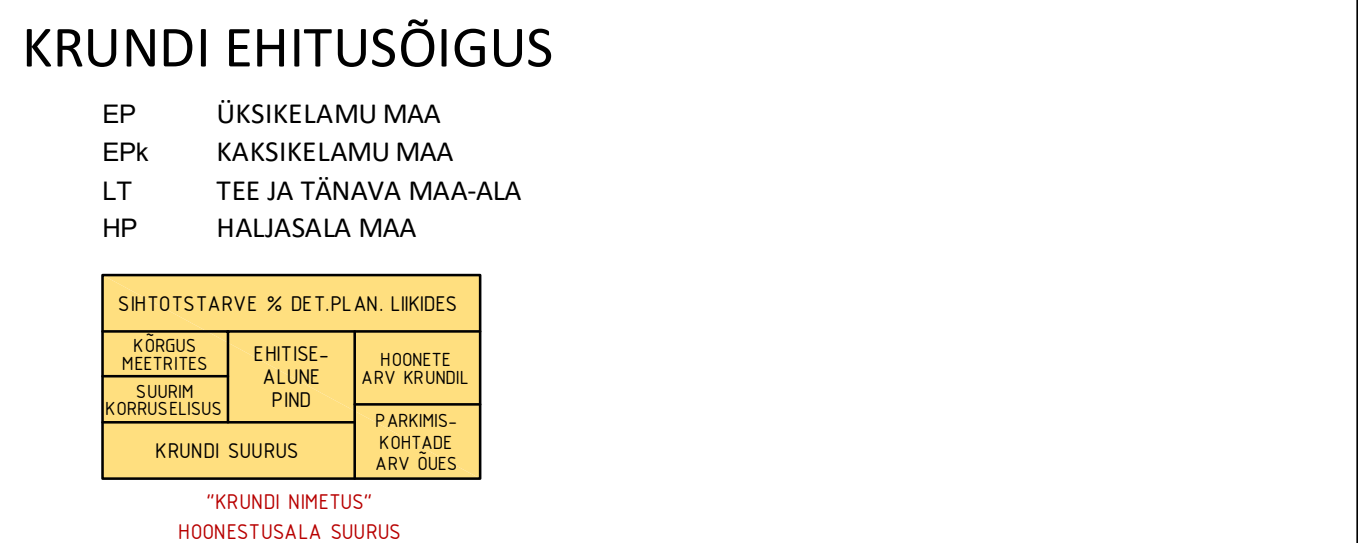 KRUNDI EHITUSÕIGUS
EP ÜKSIKELAMU MAA
EPk KAKSIKELAMU MAA
LT TEE JA TÄNAVA MAA-ALA
HP HALJASALA MAA
SIHTOTSTARVE % DET.PLAN. LIIKIDES
KÕRGUS
MEETRITES
SUURIM
KORRUSELISUS
EHITISE-
ALUNE
PIND
HOONETE
ARV KRUNDIL
KRUNDI SUURUS
PARKIMIS-
KOHTADE
ARV ÕUES
"KRUNDI NIMETUS"
HOONESTUSALA SUURUS